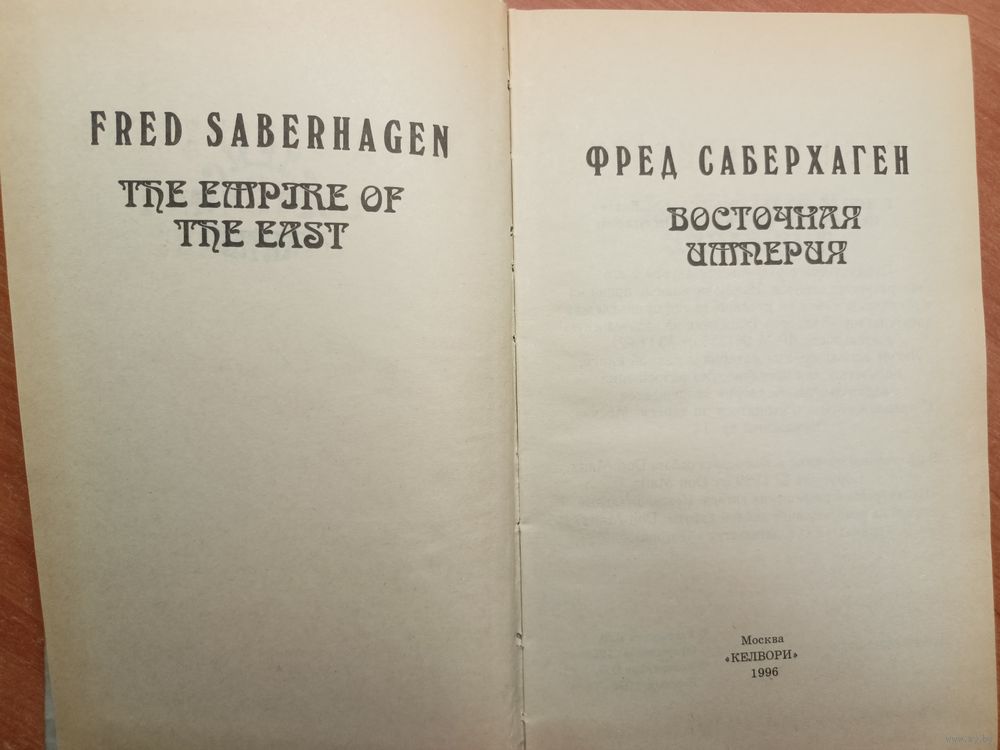 FRED SABERHAGEN
THE EMPIRE OF
THE EAST
ФРЕД САБЕРХАГЕН
ВОСТОЧНАЯ
ИМПЕРИЯ
Москва
«КЕЛВОРИ»
1996